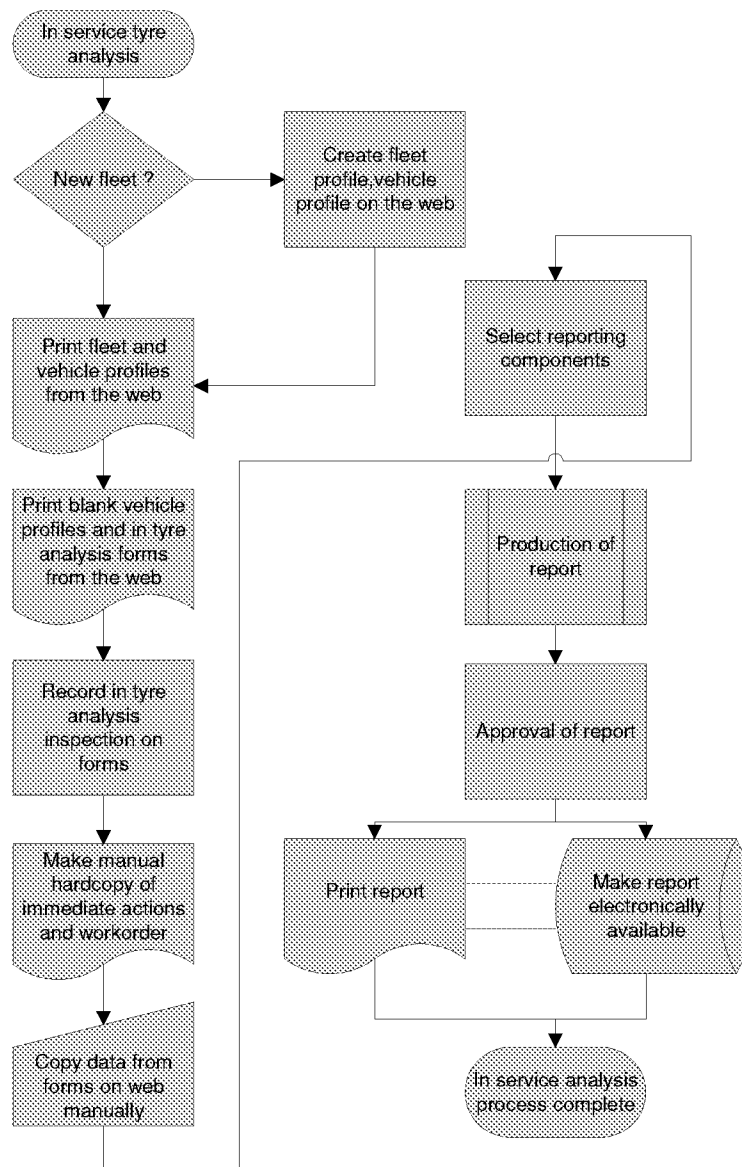 In service tyre
analysis
New fleet ?
Create fleet
profile,vehicle
profile on the web
Print fleet and
vehicle profiles
from the web
Print blank vehicle
profiles and in tyre
analysis forms
from the web
Record in tyre
analysis
inspection on
forms
Make manual
hardcopy of
immediate actions
and workorder
Copy data from
forms on web
manually
Select reporting
components
Production of
report
Approval of report
Print report
Make report
electronically
available
In service analysis
process complete